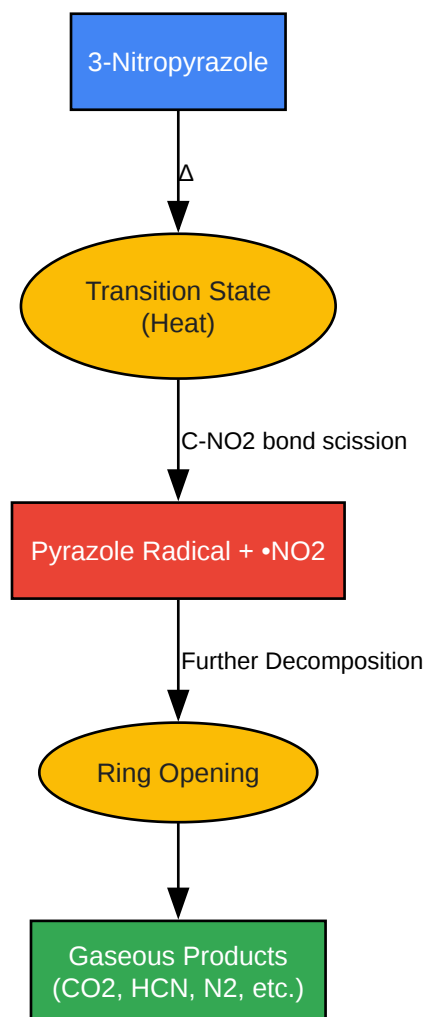 3-Nitropyrazole
Δ
Transition State
(Heat)
C-NO2 bond scission
Pyrazole Radical + •NO2
Further Decomposition
Ring Opening
Gaseous Products
(CO2, HCN, N2, etc.)